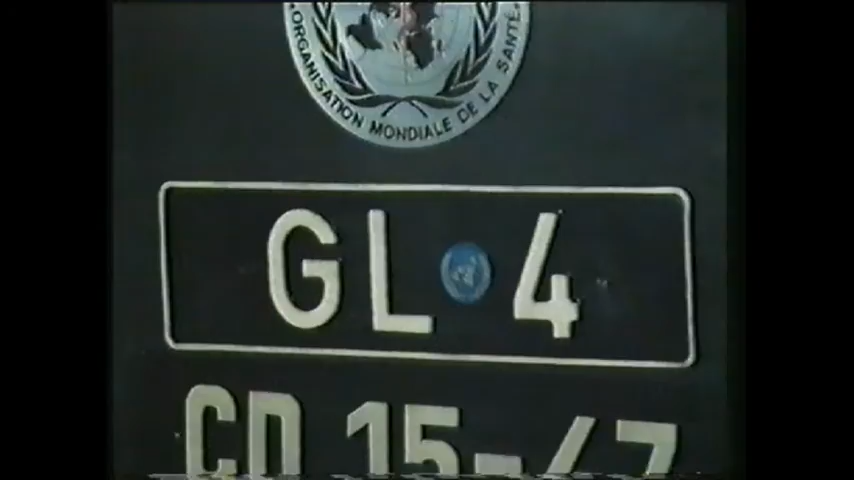 ORGANISATION MONDIALE DE LA SANTÉ
GL 4
CD 15-47